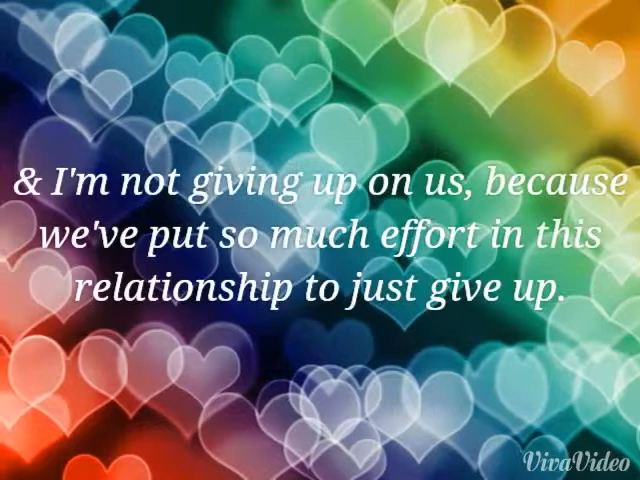 & I'm not giving up on us, because
we've put so much effort in this
relationship to just give up.
VivaVideo